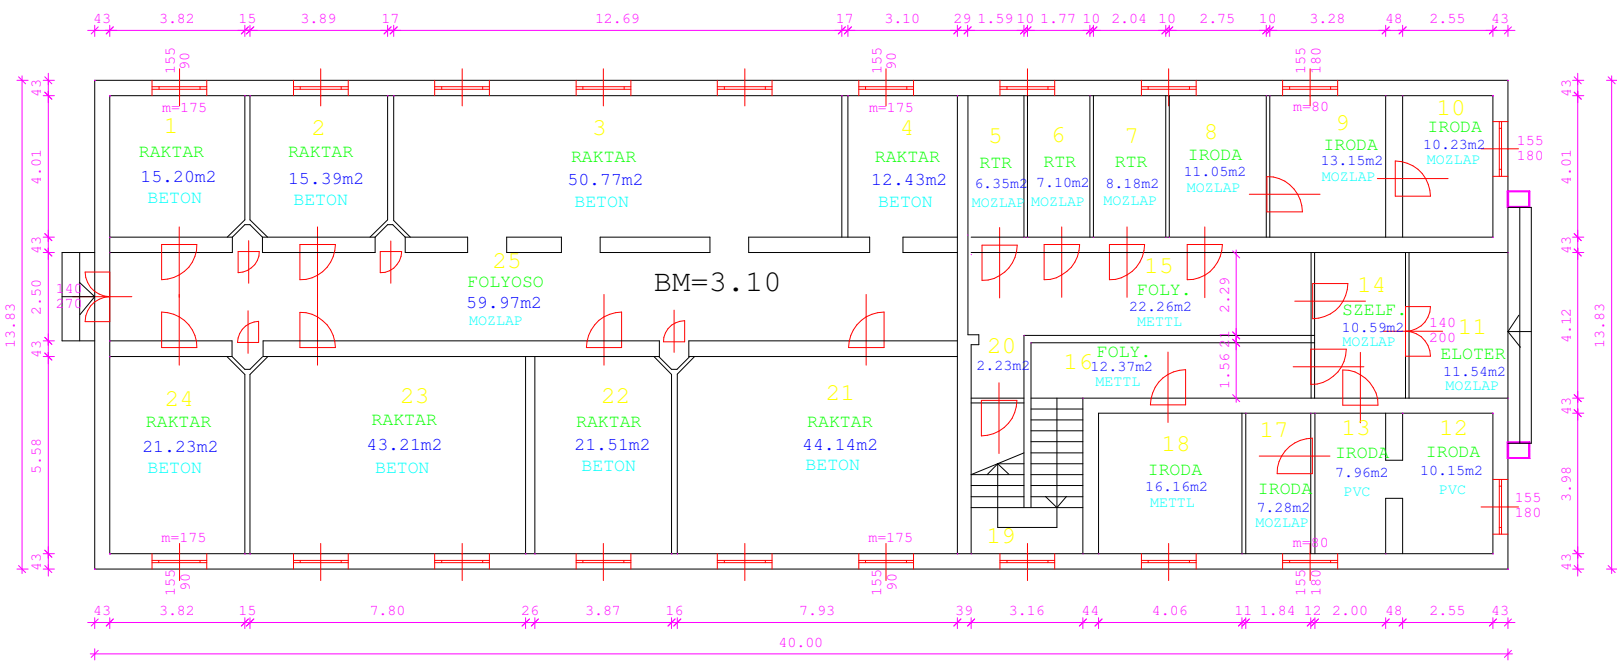 43 3.82 15 3.89 17 12.69 17 3.10 29 1.59 10 1.77 10 2.04 10 2.75 10 3.28 48 2.55 43
155
90
155
90
155
180
43
4.01
43
2.50
43
5.58
43
13.83
m=175
m=175
m=80
1
RAKTAR
15.20m2
BETON
2
RAKTAR
15.39m2
BETON
3
RAKTAR
50.77m2
BETON
4
RAKTAR
12.43m2
BETON
5
RTR
6.35m2
MOZLAP
6
RTR
7.10m2
MOZLAP
7
RTR
8.18m2
MOZLAP
8
IRODA
11.05m2
MOZLAP
9
IRODA
13.15m2
MOZLAP
10
IRODA
10.23m2
MOZLAP
155
180
43
4.01
43
4.12
43
3.98
43
13.83
140
270
25
FOLYOSO
59.97m2
MOZLAP
BM=3.10
15
FOLY.
22.26m2
METTL
2.29
21
1.56
14
SZELF.
10.59m2
MOZLAP
140
200
11
ELOTER
11.54m2
MOZLAP
20
2.23m2
16
FOLY.
12.37m2
METTL
24
RAKTAR
21.23m2
BETON
23
RAKTAR
43.21m2
BETON
22
RAKTAR
21.51m2
BETON
21
RAKTAR
44.14m2
BETON
19
18
IRODA
16.16m2
METTL
17
IRODA
7.28m2
MOZLAP
13
IRODA
7.96m2
PVC
12
IRODA
10.15m2
PVC
155
180
m=175
m=175
m=80
155
90
155
90
155
180
43 3.82 15 7.80 26 3.87 16 7.93 39 3.16 44 4.06 11 1.84 12 2.00 48 2.55 43
40.00